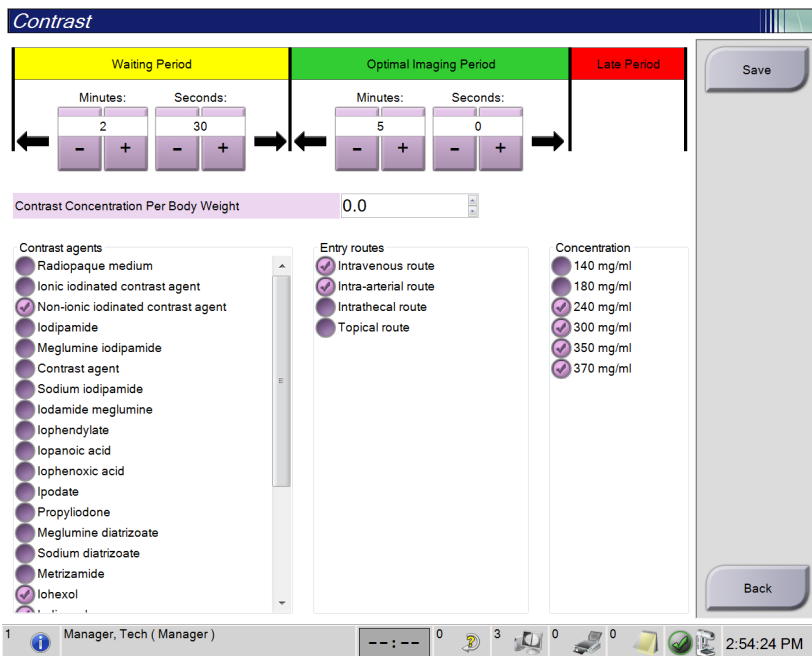 Contrast
Waiting Period
Optimal Imaging Period
Late Period
Save
Minutes: Seconds:
2 30
- + - +
Minutes: Seconds:
5 0
- + - +
Contrast Concentration Per Body Weight 0.0
Contrast agents
Radiopaque medium
Ionic iodinated contrast agent
Non-ionic iodinated contrast agent
Iodipamide
Meglumine iodipamide
Contrast agent
Sodium iodipamide
Iodamide meglumine
Iophendylate
Iopanoic acid
Iophenoxic acid
Ipodate
Propyliodone
Meglumine diatrizoate
Sodium diatrizoate
Metrizamide
Iohexol
Entry routes
Intravenous route
Intra-arterial route
Intrathecal route
Topical route
Concentration
140 mg/ml
180 mg/ml
240 mg/ml
300 mg/ml
350 mg/ml
370 mg/ml
Back
1 Manager, Tech ( Manager ) --:-- 0 3 0 0 2:54:24 PM